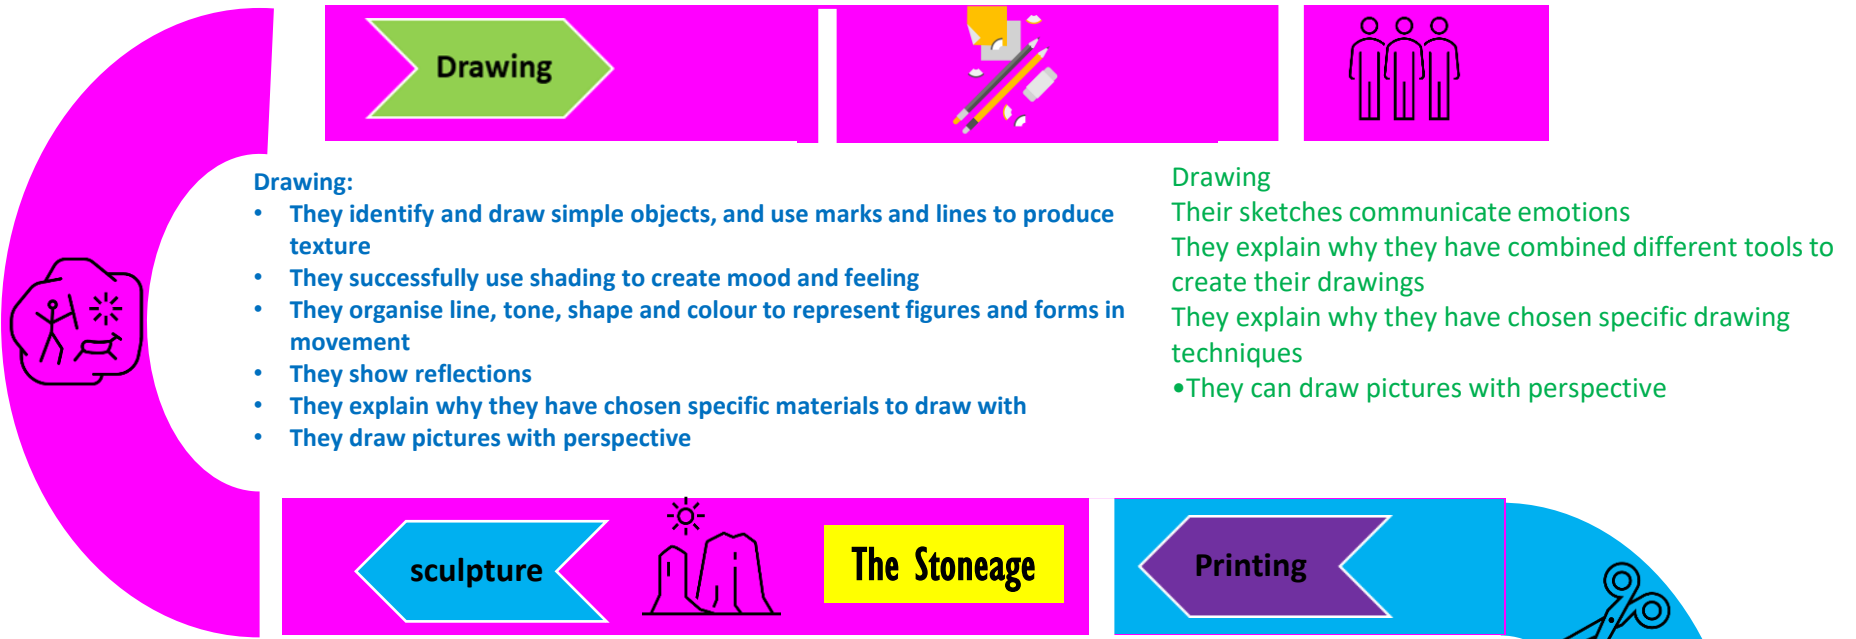 Drawing
Drawing:
• They identify and draw simple objects, and use marks and lines to produce
texture
• They successfully use shading to create mood and feeling
• They organise line, tone, shape and colour to represent figures and forms in
movement
• They show reflections
• They explain why they have chosen specific materials to draw with
• They draw pictures with perspective
Drawing
Their sketches communicate emotions
They explain why they have combined different tools to
create their drawings
They explain why they have chosen specific drawing
techniques
•They can draw pictures with perspective
sculpture
The Stoneage
Printing